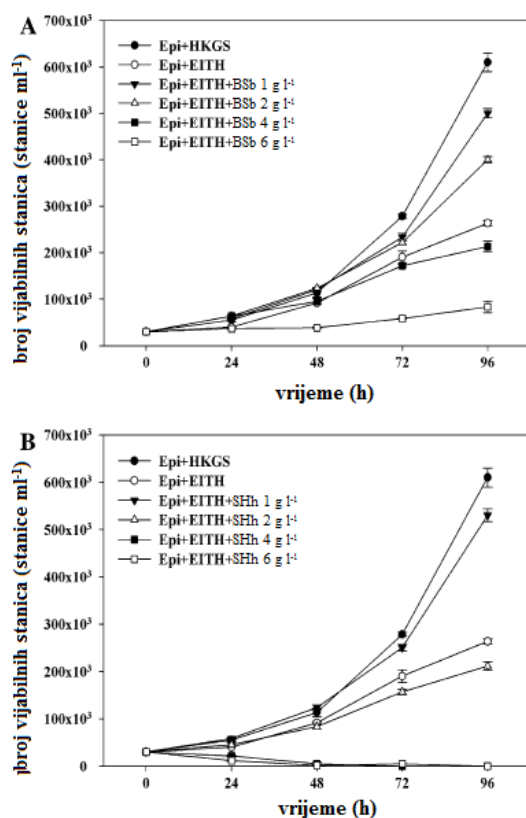 A
700x10³
600x10³
500x10³
400x10³
300x10³
200x10³
100x10³
0
broj vijabilnih stanica (stanice ml⁻¹)
Epi+HKGS
Epi+EITH
Epi+EITH+BSb 1 g l⁻¹
Epi+EITH+BSb 2 g l⁻¹
Epi+EITH+BSb 4 g l⁻¹
Epi+EITH+BSb 6 g l⁻¹
0 24 48 72 96
vrijeme (h)
B
700x10³
600x10³
500x10³
400x10³
300x10³
200x10³
100x10³
0
broj vijabilnih stanica (stanice ml⁻¹)
Epi+HKGS
Epi+EITH
Epi+EITH+SHh 1 g l⁻¹
Epi+EITH+SHh 2 g l⁻¹
Epi+EITH+SHh 4 g l⁻¹
Epi+EITH+SHh 6 g l⁻¹
0 24 48 72 96
vrijeme (h)